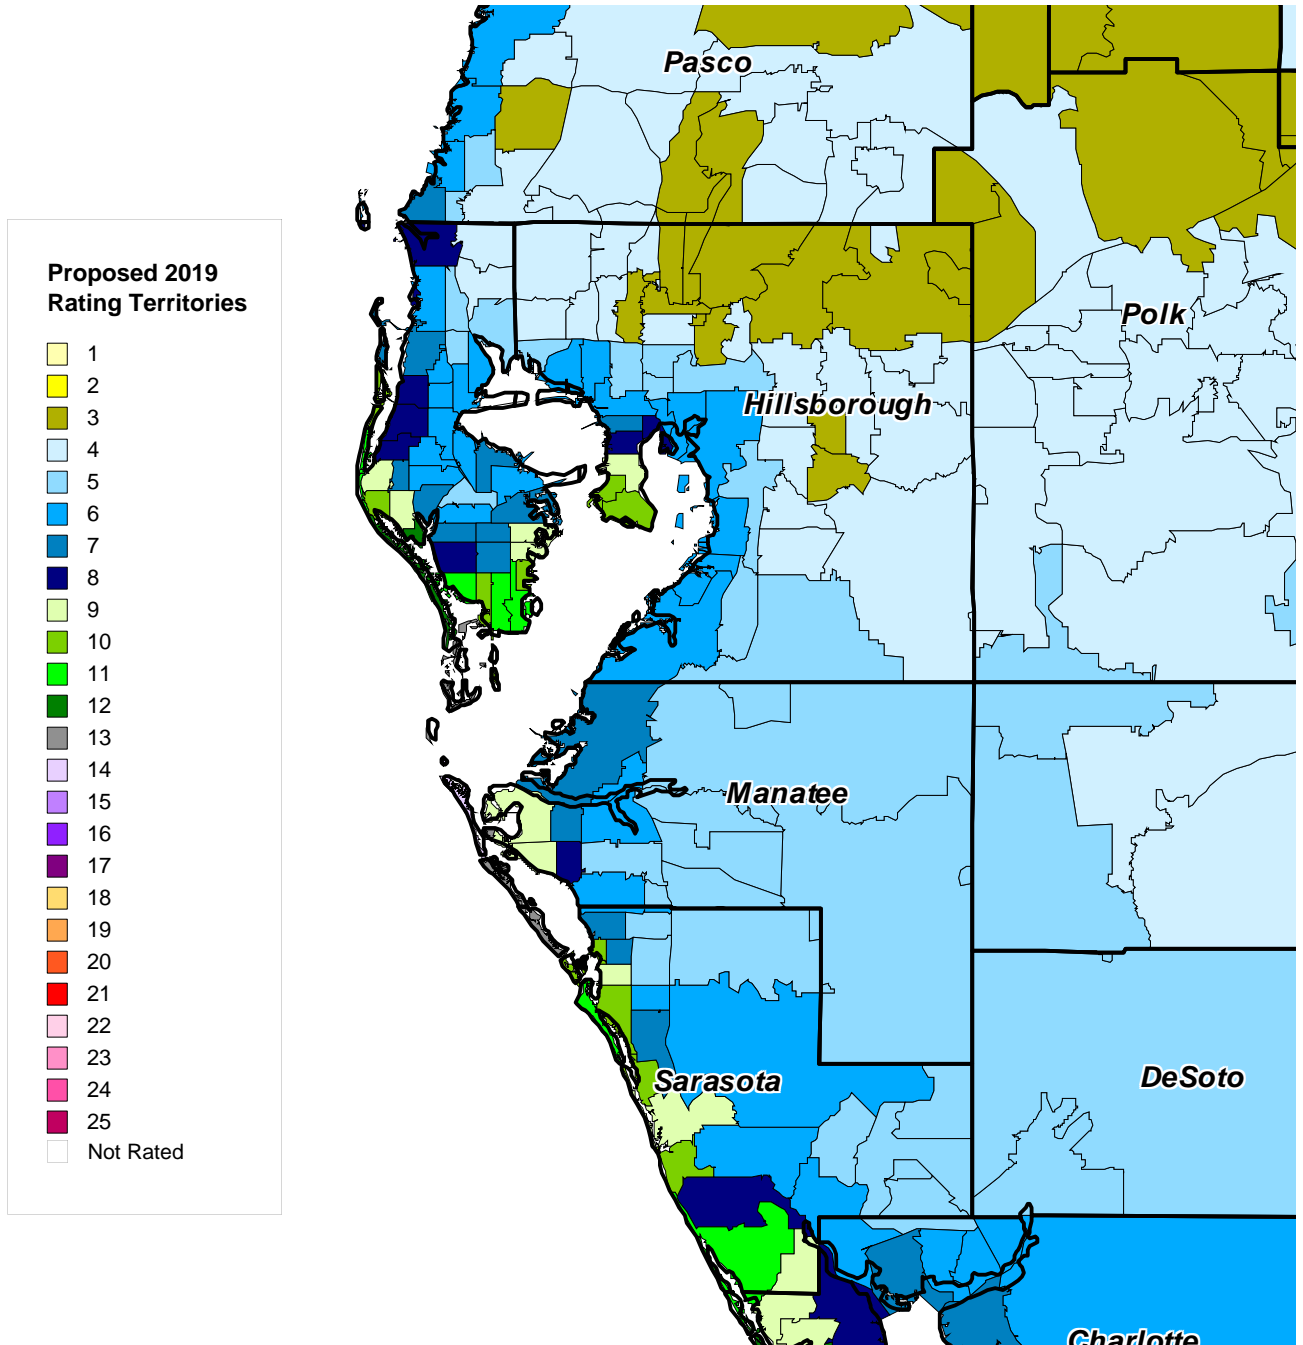 Proposed 2019
Rating Territories
1
2
3
4
5
6
7
8
9
10
11
12
13
14
15
16
17
18
19
20
21
22
23
24
25
Not Rated
Pasco
Polk
Hillsborough
Manatee
Sarasota
DeSoto
Charlotte